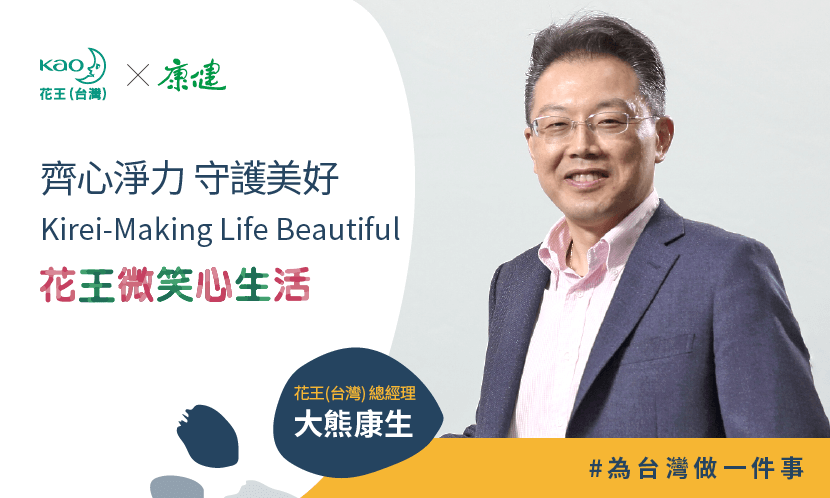 Kao
花王(台灣)
×
康健
齊心淨力 守護美好
Kirei-Making Life Beautiful
花王微笑心生活
花王(台灣)總經理
大熊康生
#為台灣做一件事